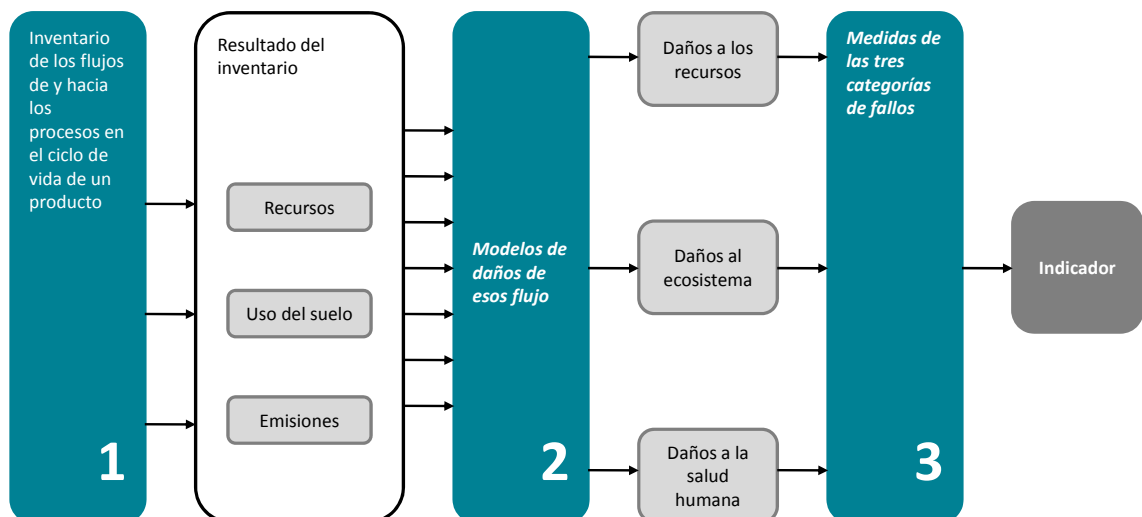 Inventario
de los flujos
de y hacia
los
procesos en
el ciclo de
vida de un
producto
1
Resultado del
inventario
Recursos
Uso del suelo
Emisiones
Modelos de
daños de
esos flujo
2
Daños a los
recursos
Daños al
ecosistema
Daños a la
salud
humana
Medidas de
las tres
categorías
de fallos
3
Indicador